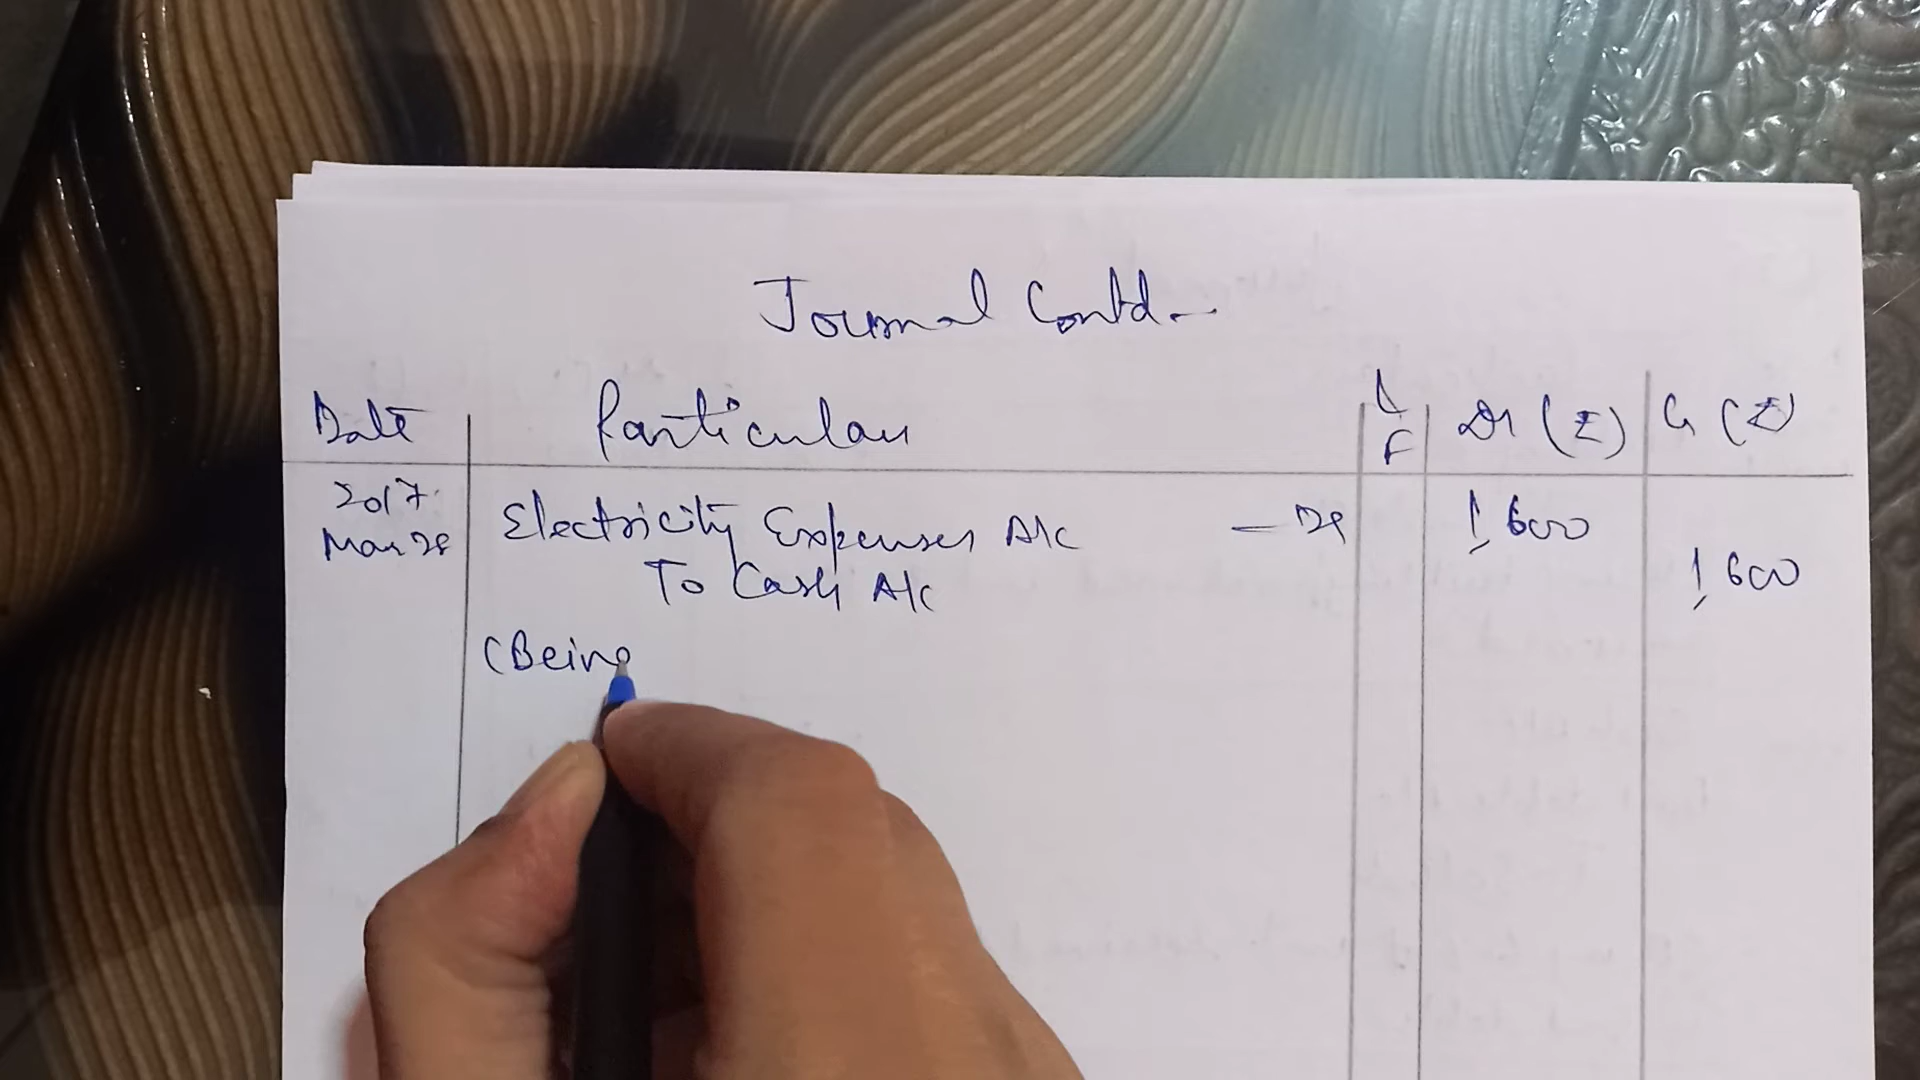 Journal Contd-
Date Particulars L F Dr (₹) Cr (₹)
2017
Mar 28 Electricity Expenses A/c — Dr 1,600
To Cash A/c 1,600
(Being